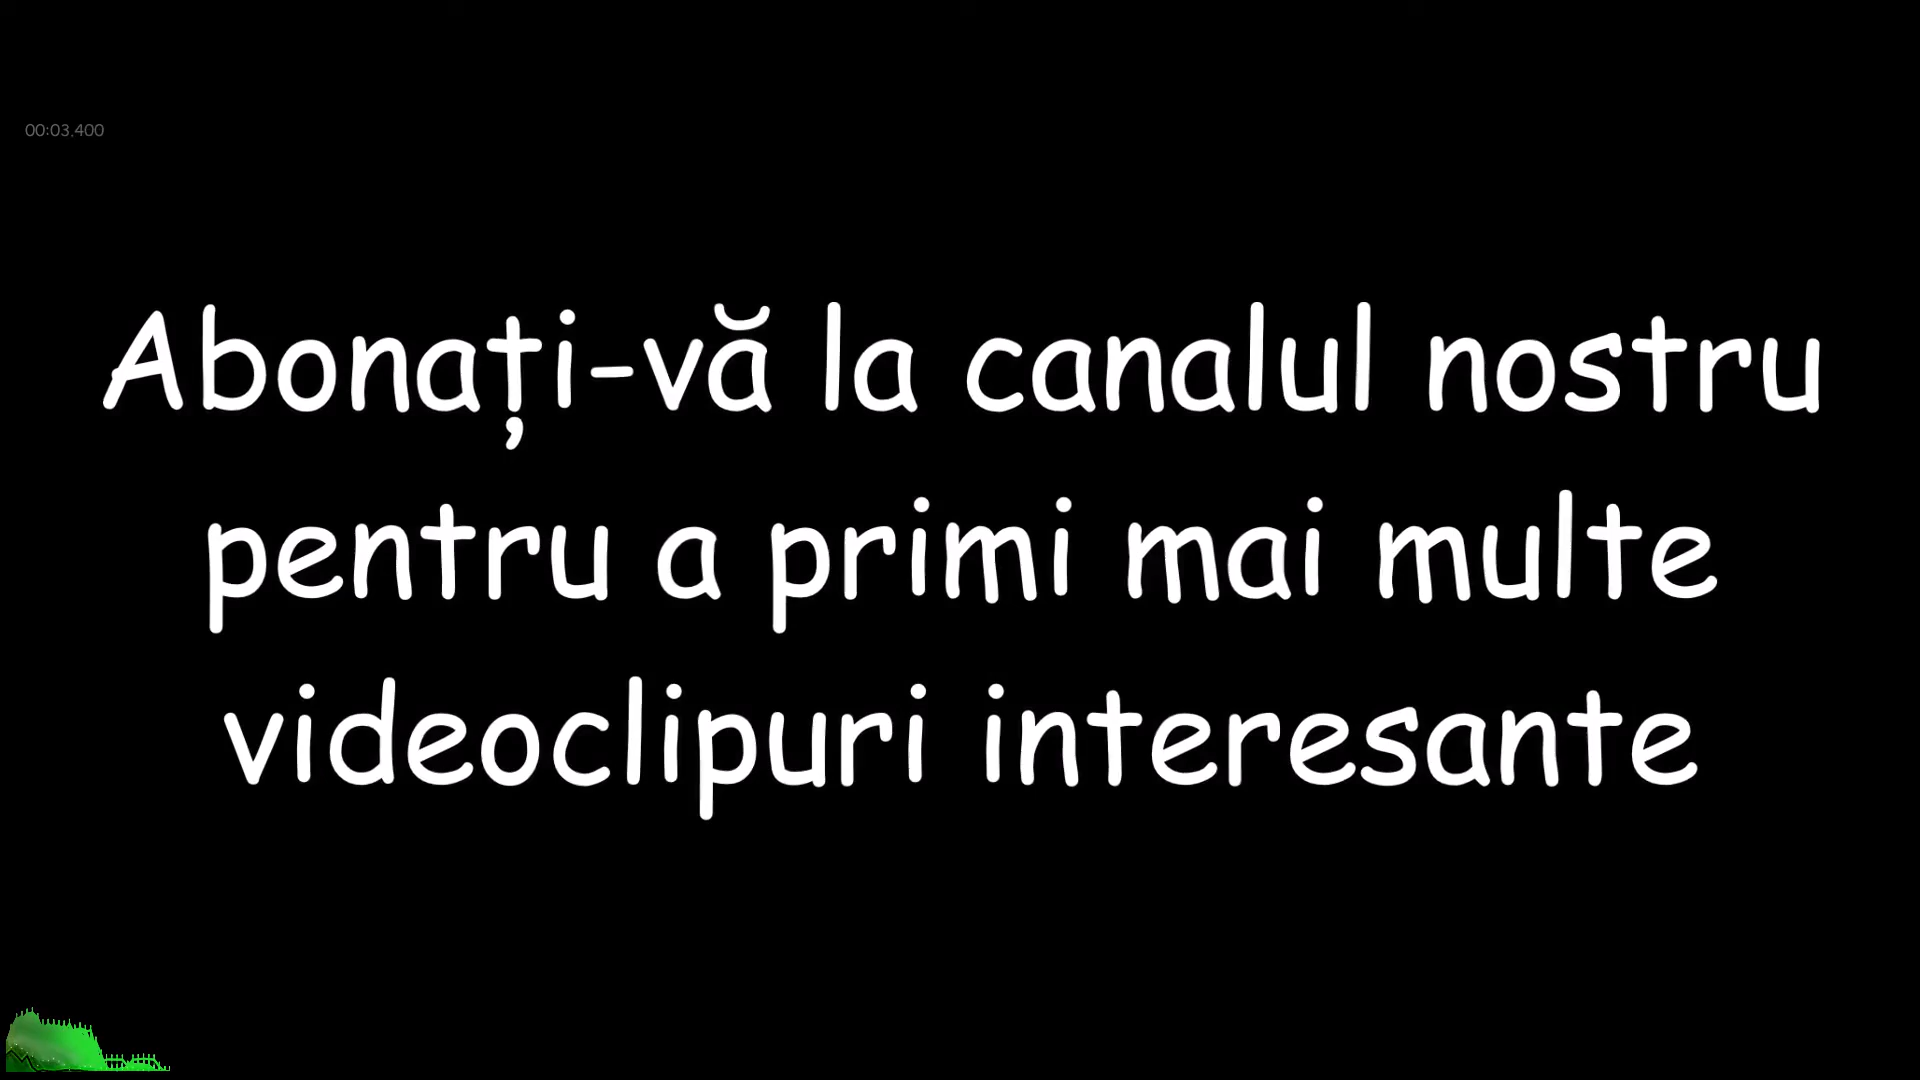 00:03.400
Abonați-vă la canalul nostru
pentru a primi mai multe
videoclipuri interesante